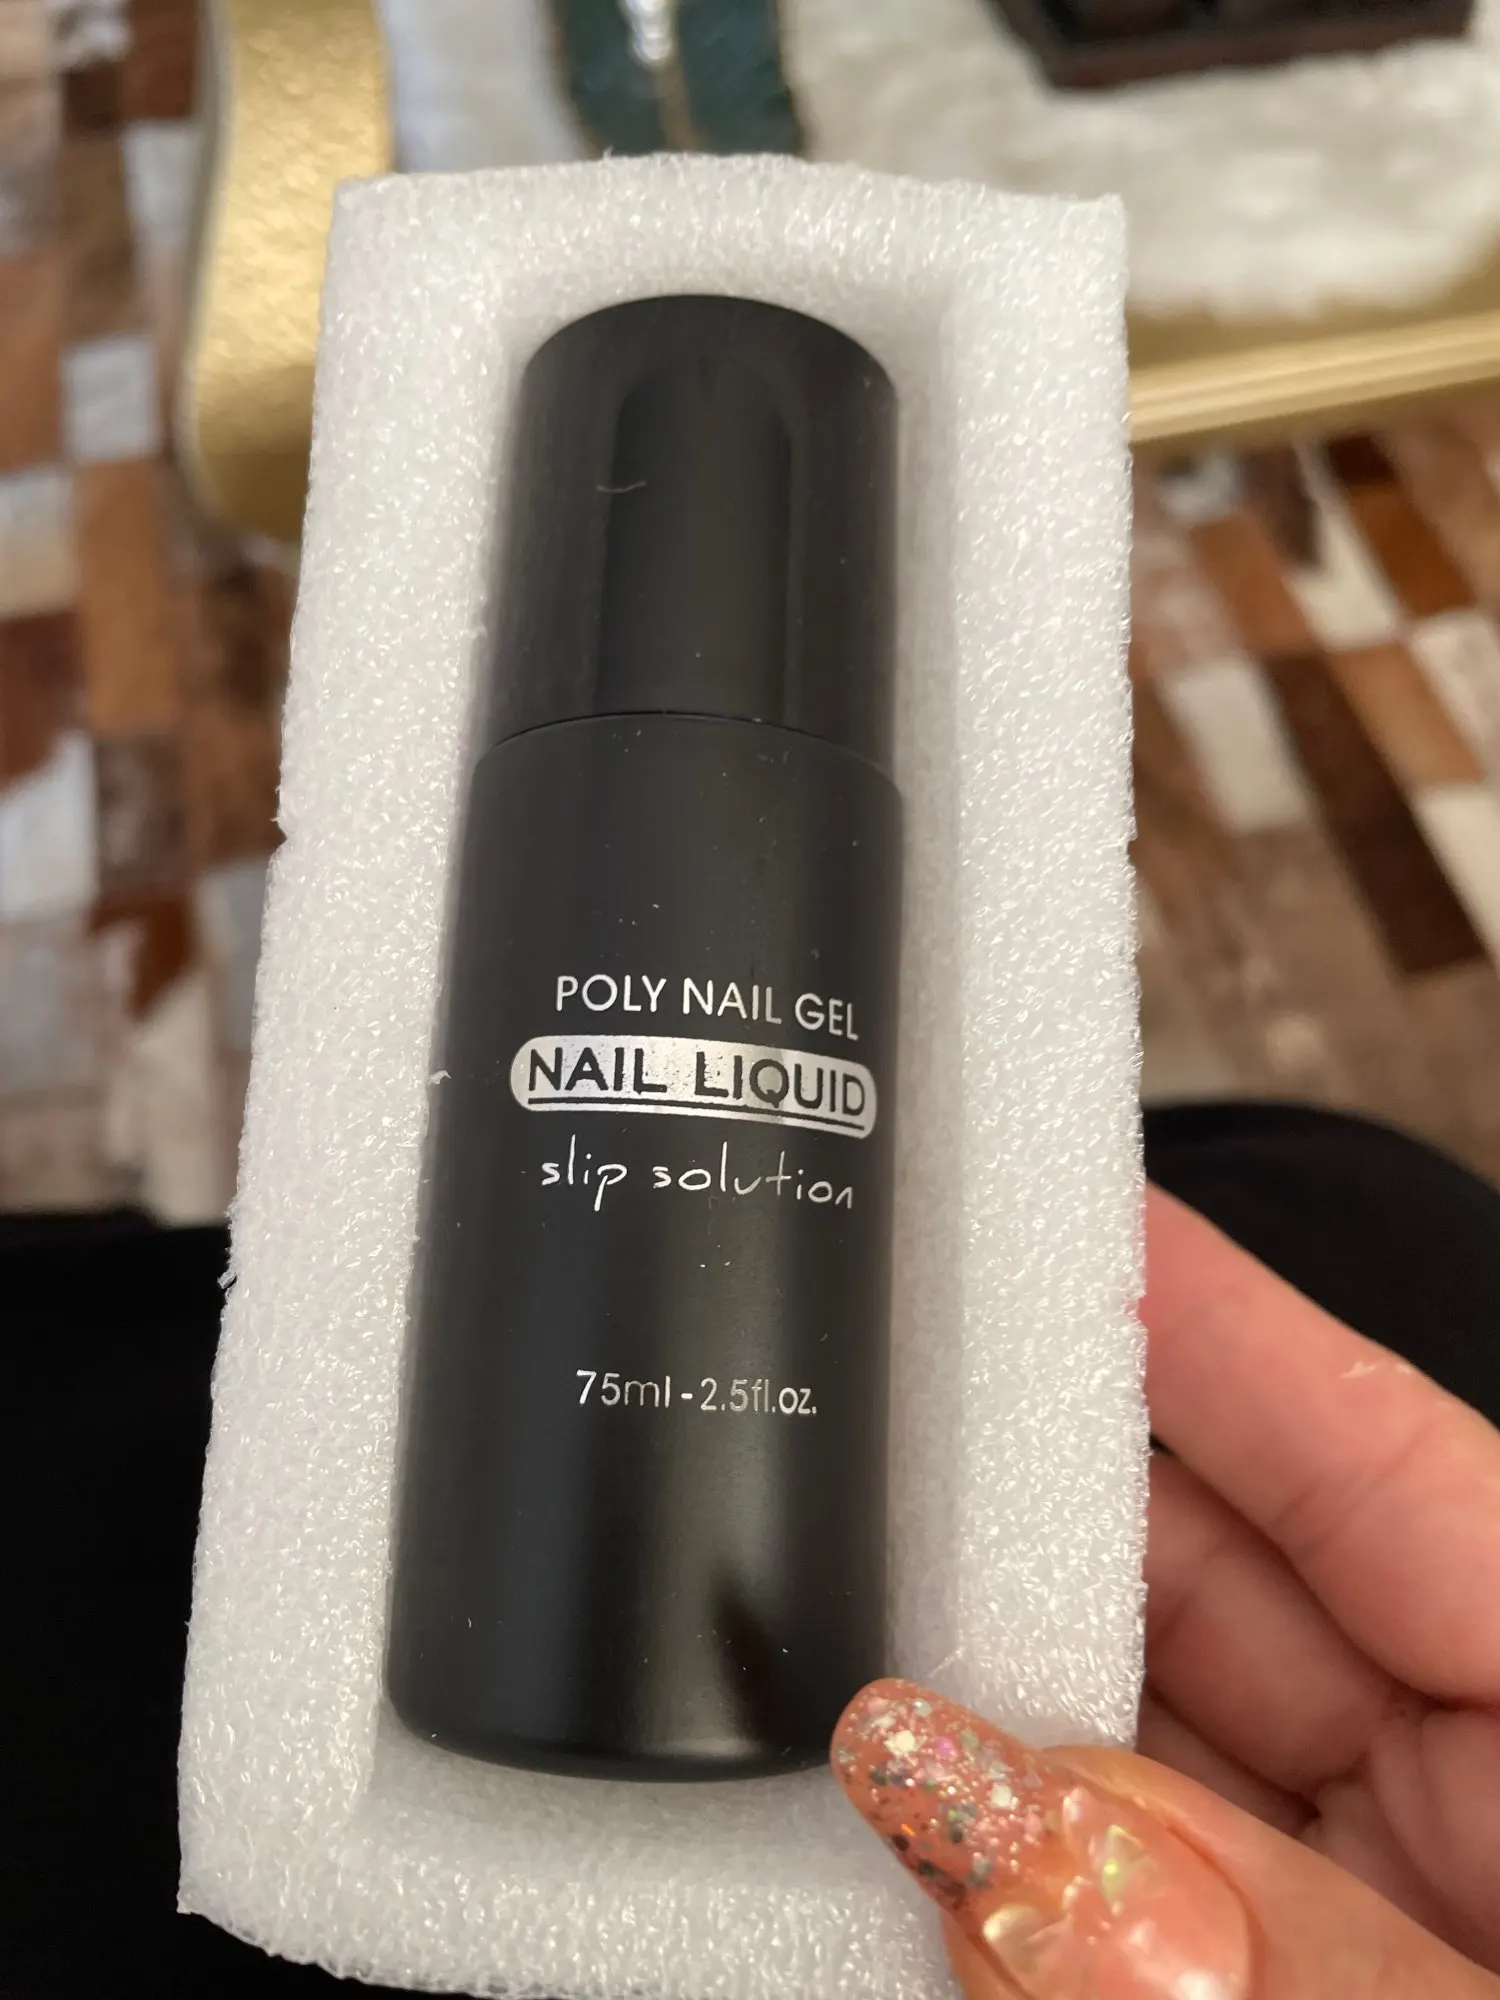 POLY NAIL GEL
NAIL LIQUID
slip solution
75ml-2.5fl.oz.